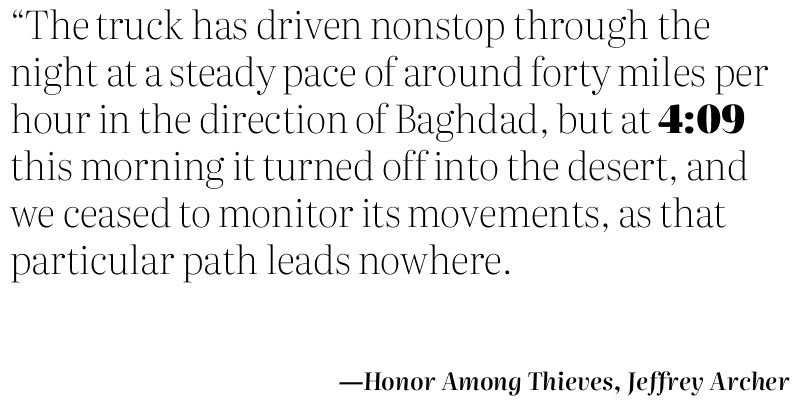 “The truck has driven nonstop through the
night at a steady pace of around forty miles per
hour in the direction of Baghdad, but at 4:09
this morning it turned off into the desert, and
we ceased to monitor its movements, as that
particular path leads nowhere.
—Honor Among Thieves, Jeffrey Archer